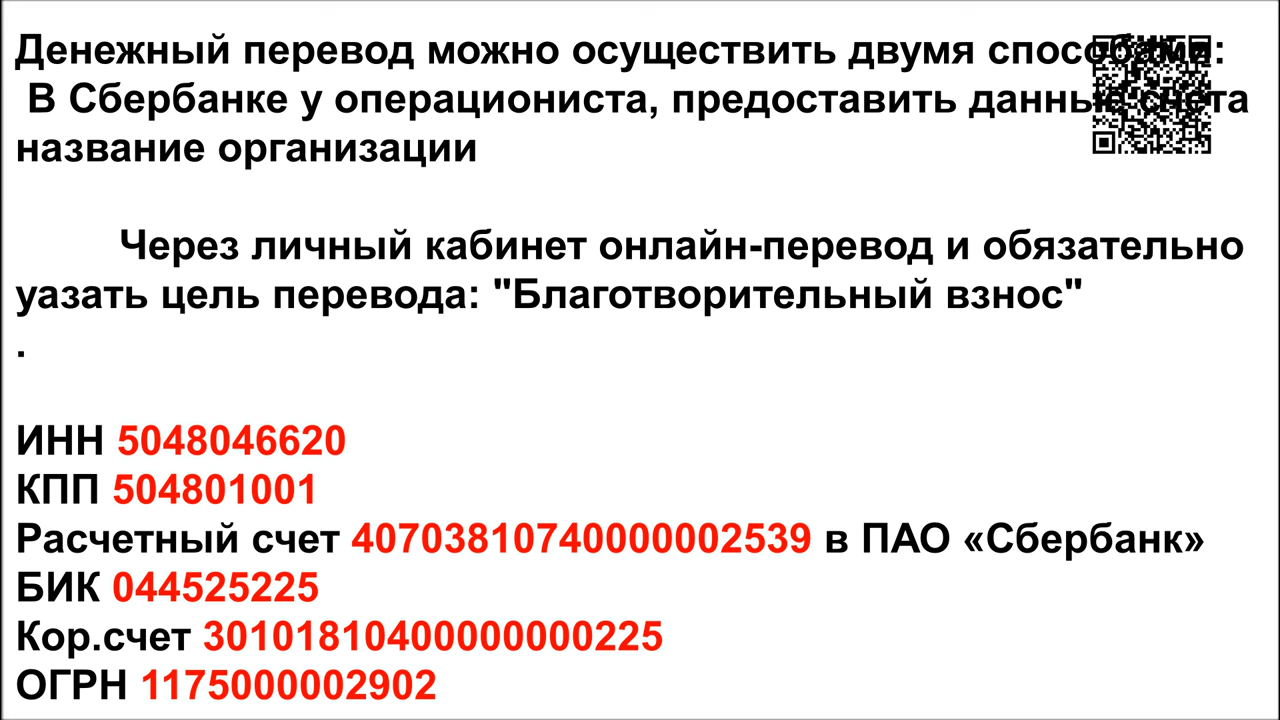 Денежный перевод можно осуществить двумя способами:
В Сбербанке у операциониста, предоставить данные счета
название организации
Через личный кабинет онлайн-перевод и обязательно
уазать цель перевода: "Благотворительный взнос"
.
ИНН 5048046620
КПП 504801001
Расчетный счет 40703810740000002539 в ПАО «Сбербанк»
БИК 044525225
Кор.счет 30101810400000000225
ОГРН 1175000002902